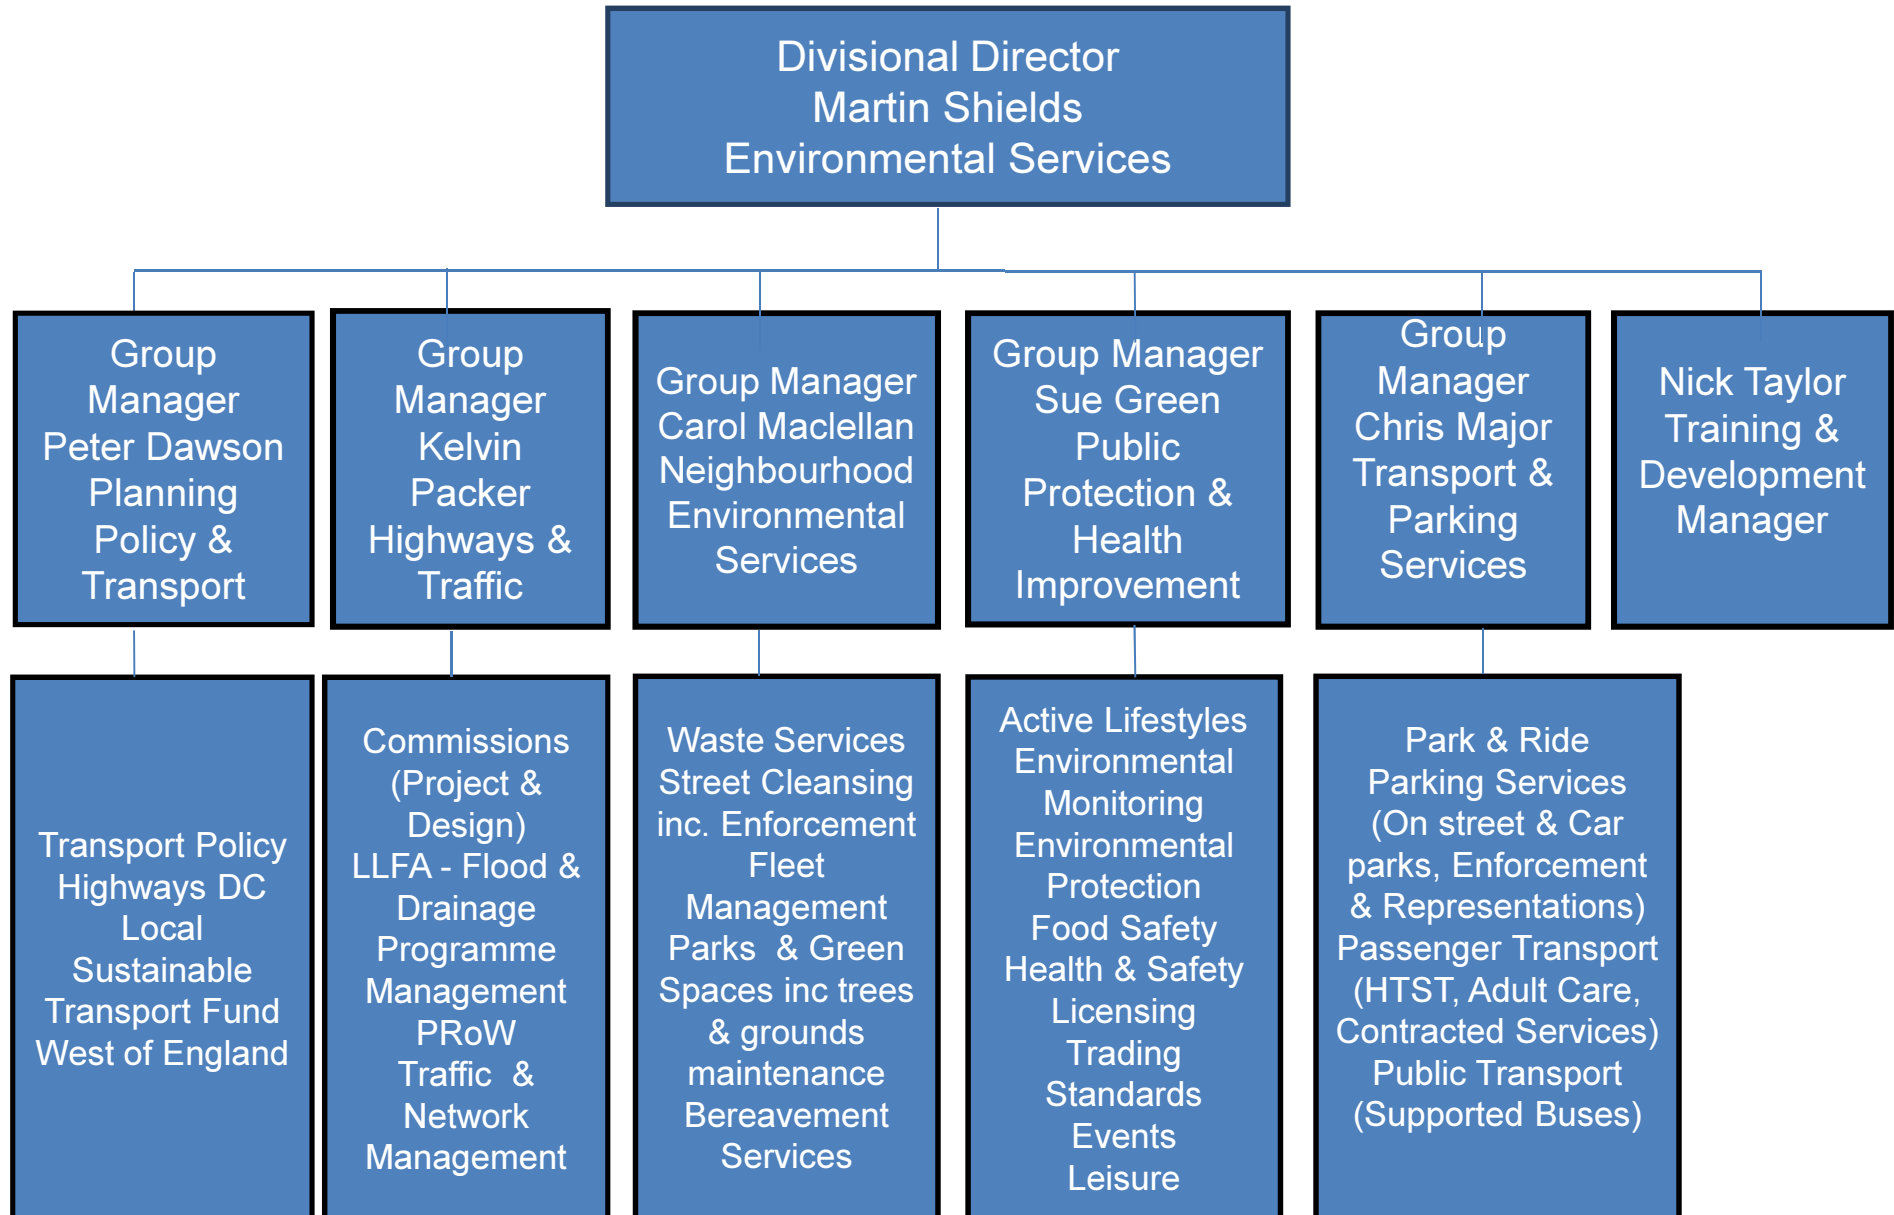 Divisional Director
Martin Shields
Environmental Services
Group
Manager
Peter Dawson
Planning
Policy &
Transport
Group
Manager
Kelvin
Packer
Highways &
Traffic
Group Manager
Carol Maclellan
Neighbourhood
Environmental
Services
Group Manager
Sue Green
Public
Protection &
Health
Improvement
Group
Manager
Chris Major
Transport &
Parking
Services
Nick Taylor
Training &
Development
Manager
Transport Policy
Highways DC
Local
Sustainable
Transport Fund
West of England
Commissions
(Project &
Design)
LLFA - Flood &
Drainage
Programme
Management
PRoW
Traffic  &
Network
Management
Waste Services
Street Cleansing
inc. Enforcement
Fleet
Management
Parks  & Green
Spaces inc trees
& grounds
maintenance
Bereavement
Services
Active Lifestyles
Environmental
Monitoring
Environmental
Protection
Food Safety
Health & Safety
Licensing
Trading
Standards
Events
Leisure
Park & Ride
Parking Services
(On street & Car
parks, Enforcement
& Representations)
Passenger Transport
(HTST, Adult Care,
Contracted Services)
Public Transport
(Supported Buses)